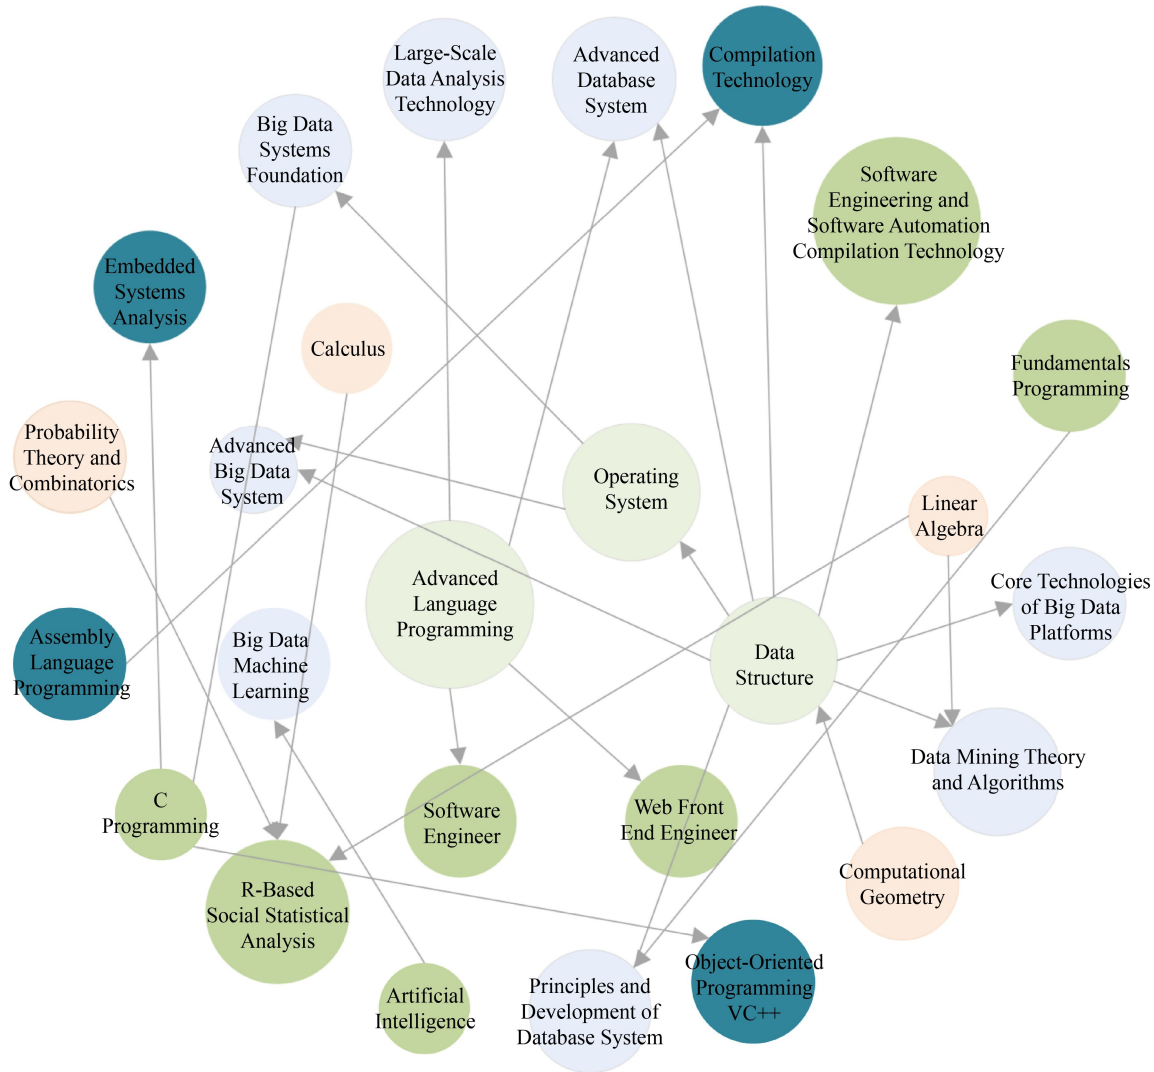 Large-Scale
Data Analysis
Technology
Advanced
Database
System
Compilation
Technology
Big Data
Systems
Foundation
Software
Engineering and
Software Automation
Compilation Technology
Embedded
Systems
Analysis
Calculus
Fundamentals
Programming
Probability
Theory and
Combinatorics
Advanced
Big Data
System
Operating
System
Linear
Algebra
Advanced
Language
Programming
Core Technologies
of Big Data
Platforms
Assembly
Language
Programming
Big Data
Machine
Learning
Data
Structure
Data Mining Theory
and Algorithms
C
Programming
Software
Engineer
Web Front
End Engineer
Computational
Geometry
R-Based
Social Statistical
Analysis
Artificial
Intelligence
Principles and
Development of
Database System
Object-Oriented
Programming
VC++